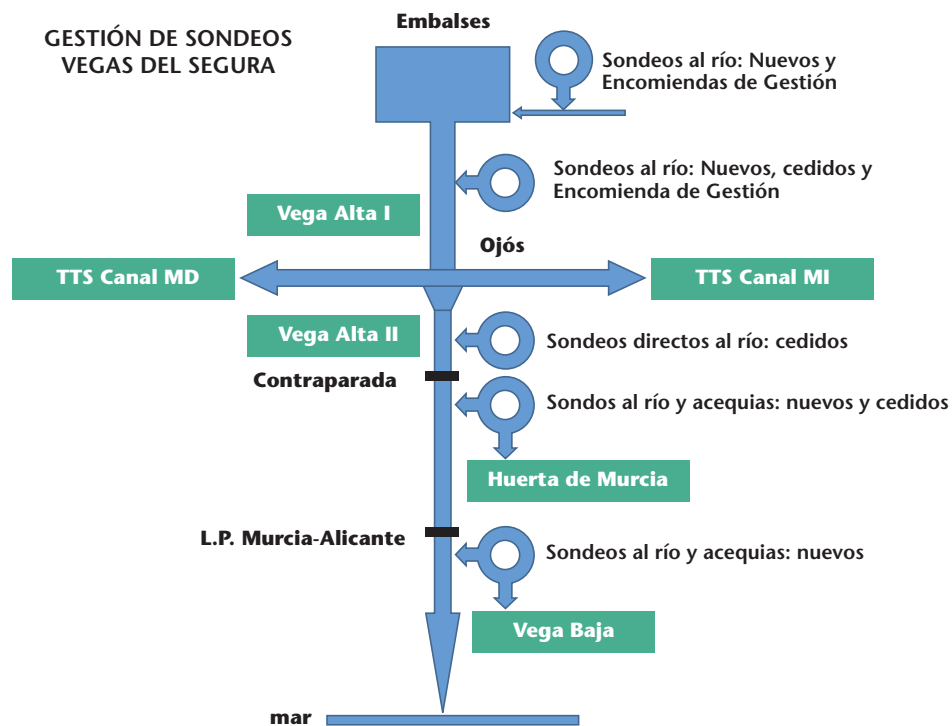 GESTIÓN DE SONDEOS
VEGAS DEL SEGURA
Embalses
Sondeos al río: Nuevos y
Encomiendas de Gestión
Sondeos al río: Nuevos, cedidos y
Encomienda de Gestión
Vega Alta I
Ojós
TTS Canal MD
TTS Canal MI
Vega Alta II
Sondeos directos al río: cedidos
Contraparada
Sondos al río y acequias: nuevos y cedidos
Huerta de Murcia
L.P. Murcia-Alicante
Sondeos al río y acequias: nuevos
Vega Baja
mar